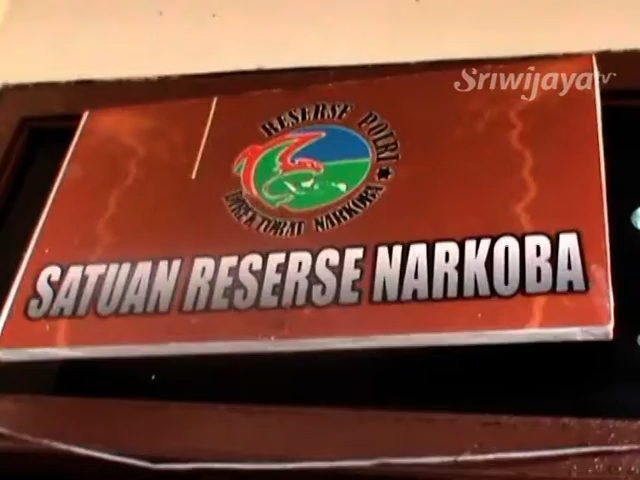 Sriwijaya tv
RESERSE POLRI
DIREKTORAT NARKOBA
SATUAN RESERSE NARKOBA